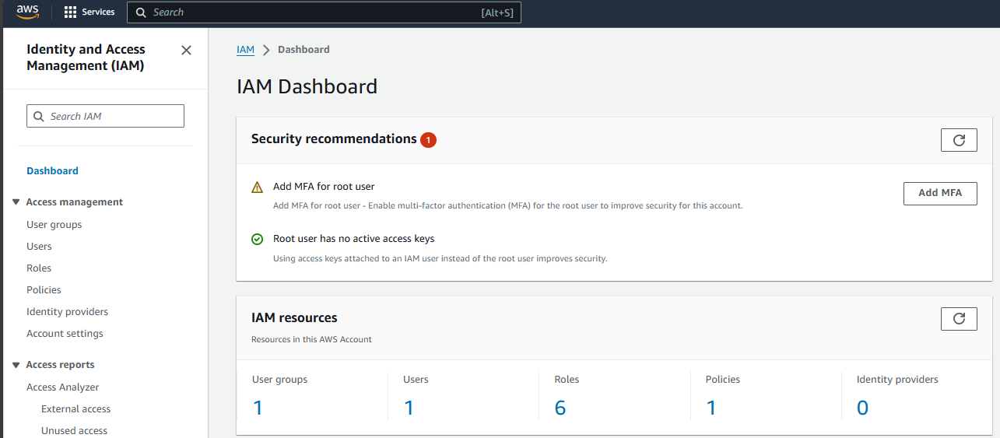 aws
Services
Search
[Alt+S]
Identity and Access
Management (IAM)
Search IAM
Dashboard
Access management
User groups
Users
Roles
Policies
Identity providers
Account settings
Access reports
Access Analyzer
External access
Unused access
IAM
Dashboard
IAM Dashboard
Security recommendations 1
Add MFA for root user
Add MFA for root user - Enable multi-factor authentication (MFA) for the root user to improve security for this account.
Add MFA
Root user has no active access keys
Using access keys attached to an IAM user instead of the root user improves security.
IAM resources
Resources in this AWS Account
User groups
1
Users
1
Roles
6
Policies
1
Identity providers
0